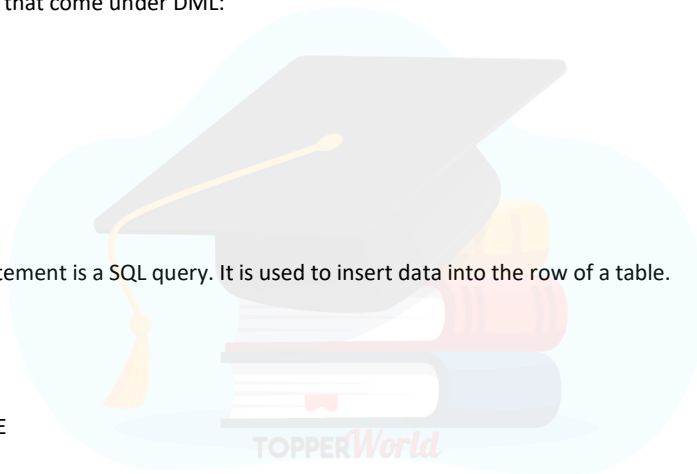 that come under DML:
tement is a SQL query. It is used to insert data into the row of a table.
E
TOPPERWorld